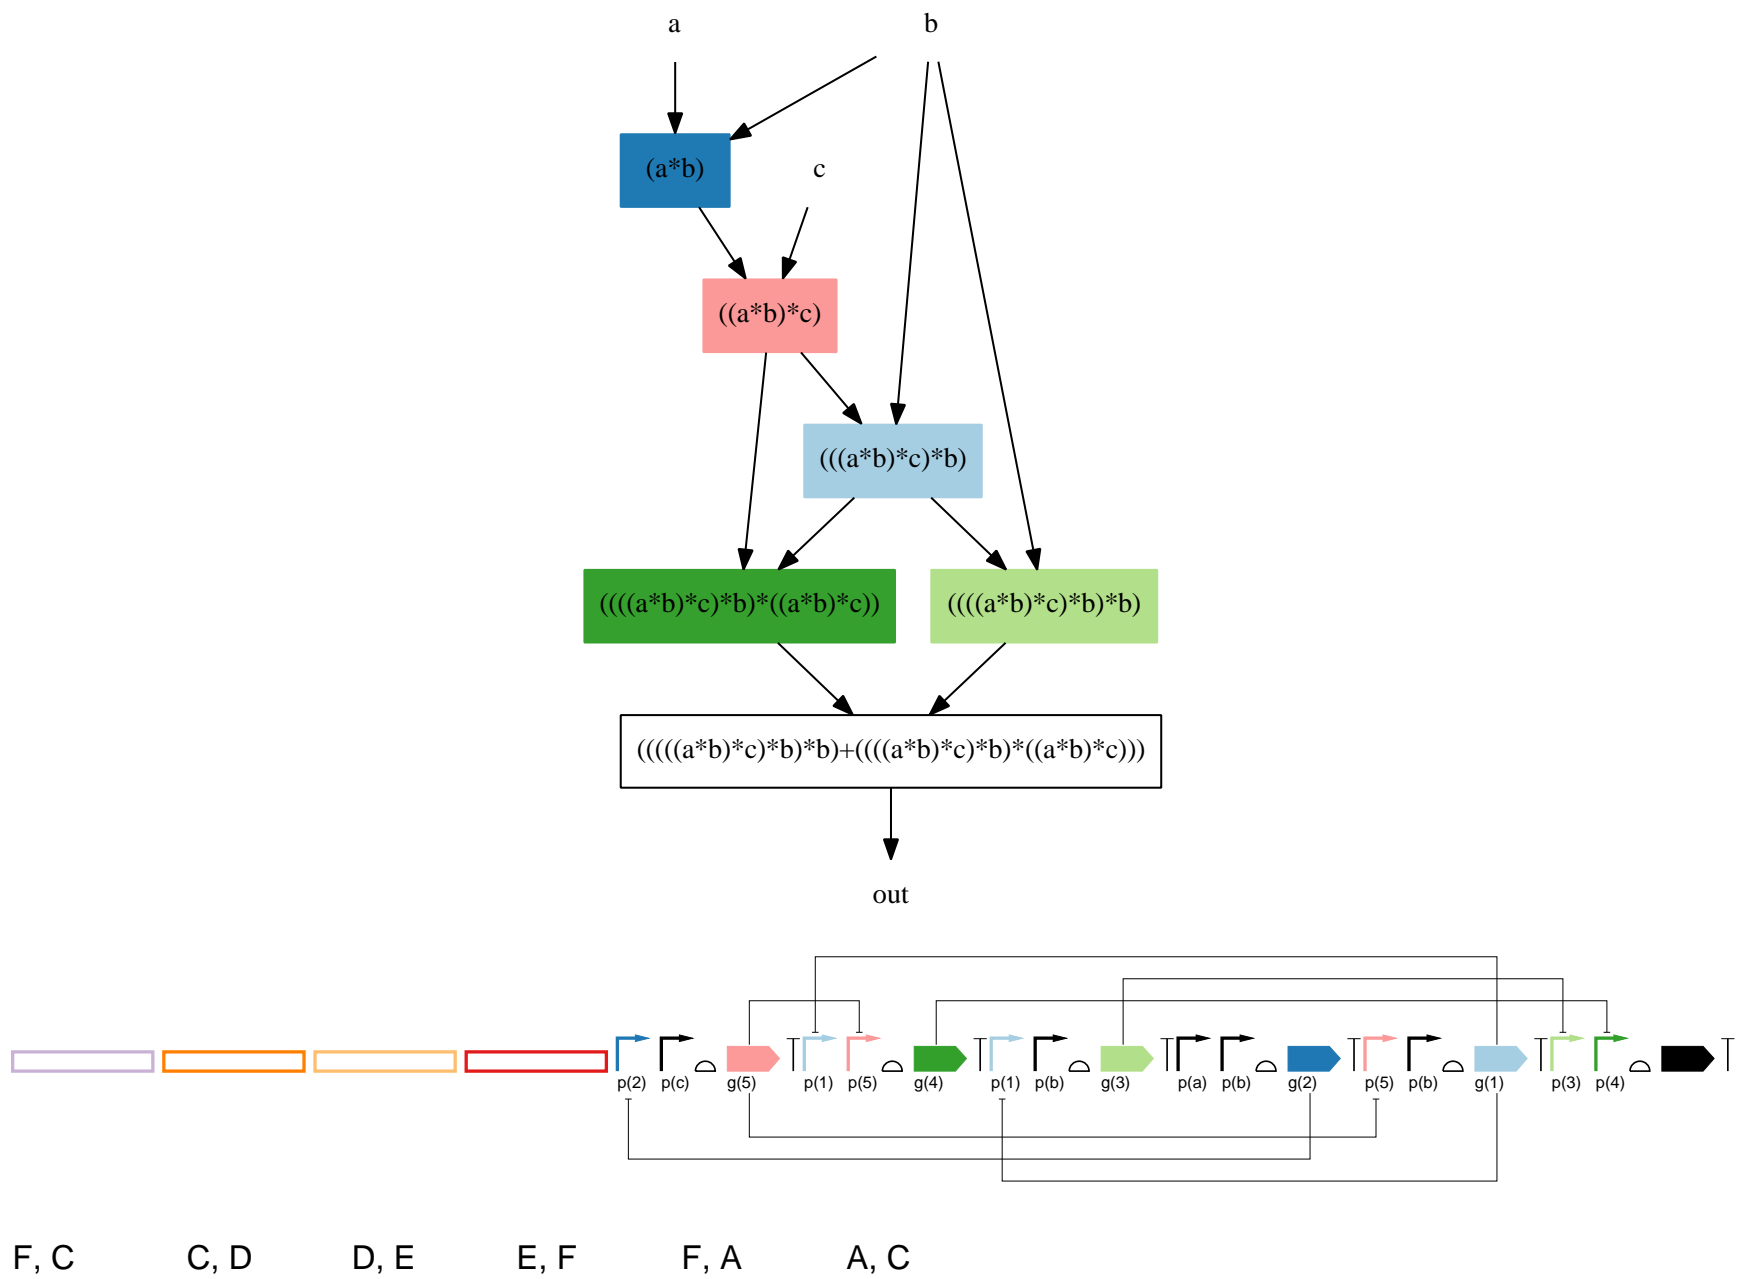 a b
(a*b) c
((a*b)*c)
(((a*b)*c)*b)
((((a*b)*c)*b)*((a*b)*c)) ((((a*b)*c)*b)*b)
(((((a*b)*c)*b)*b)+((((a*b)*c)*b)*((a*b)*c)))
out
p(2) p(c) g(5) p(1) p(5) g(4) p(1) p(b) g(3) p(a) p(b) g(2) p(5) p(b) g(1) p(3) p(4)
F, C C, D D, E E, F F, A A, C